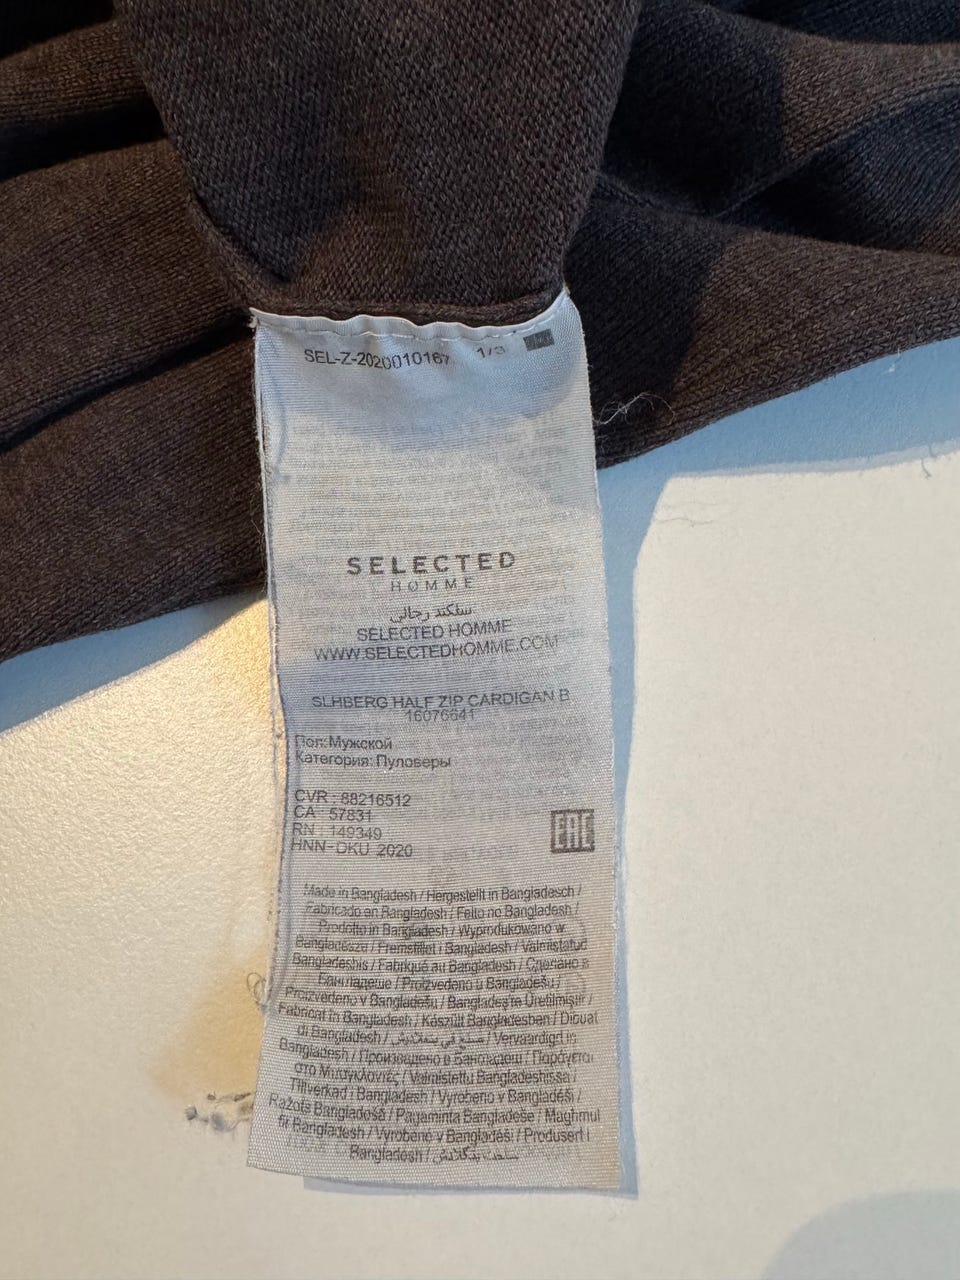 SEL-Z-2020010167 1/3
SELECTED
HOMME
سلكتد رجالي
SELECTED HOMME
WWW.SELECTEDHOMME.COM
SLHBERG HALF ZIP CARDIGAN B
16076641
Пол: Мужской
Категория: Пуловеры
CVR : 88216512
CA : 57831
RN : 149349
HNN-DKU 2020
EAC
Made in Bangladesh / Hergestellt in Bangladesch /
Fabricado en Bangladesh / Feito no Bangladesh /
Prodotto in Bangladesh / Wyprodukowano w
Bangladeszu / Fremstillet i Bangladesh / Valmistatud
Bangladeshis / Fabriqué au Bangladesh / Сделано в
Бангладеше / Proizvedeno u Bangladešu /
Proizvedeno v Bangladešu / Bangladeş'te Üretilmiştir /
Fabricat în Bangladesh / Készült Bangladesben / Dibuat
di Bangladesh / صنع في بنغلاديش / Vervaardigd in
Bangladesh / Произведено в Бангладеш / Παράγεται
στο Μπαγκλαντές / Valmistettu Bangladeshissa /
Tillverkad i Bangladesh / Vyrobeno v Bangladéši /
Ražots Bangladešā / Pagaminta Bangladeše / Maghmul
fil Bangladesh / Vyrobené v Bangladéši / Produsert i
Bangladesh / ساخت بنگلادش